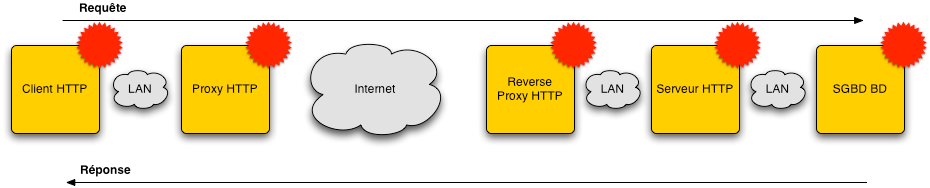 Requête
Client HTTP
LAN
Proxy HTTP
Internet
Reverse
Proxy HTTP
LAN
Serveur HTTP
LAN
SGBD BD
Réponse